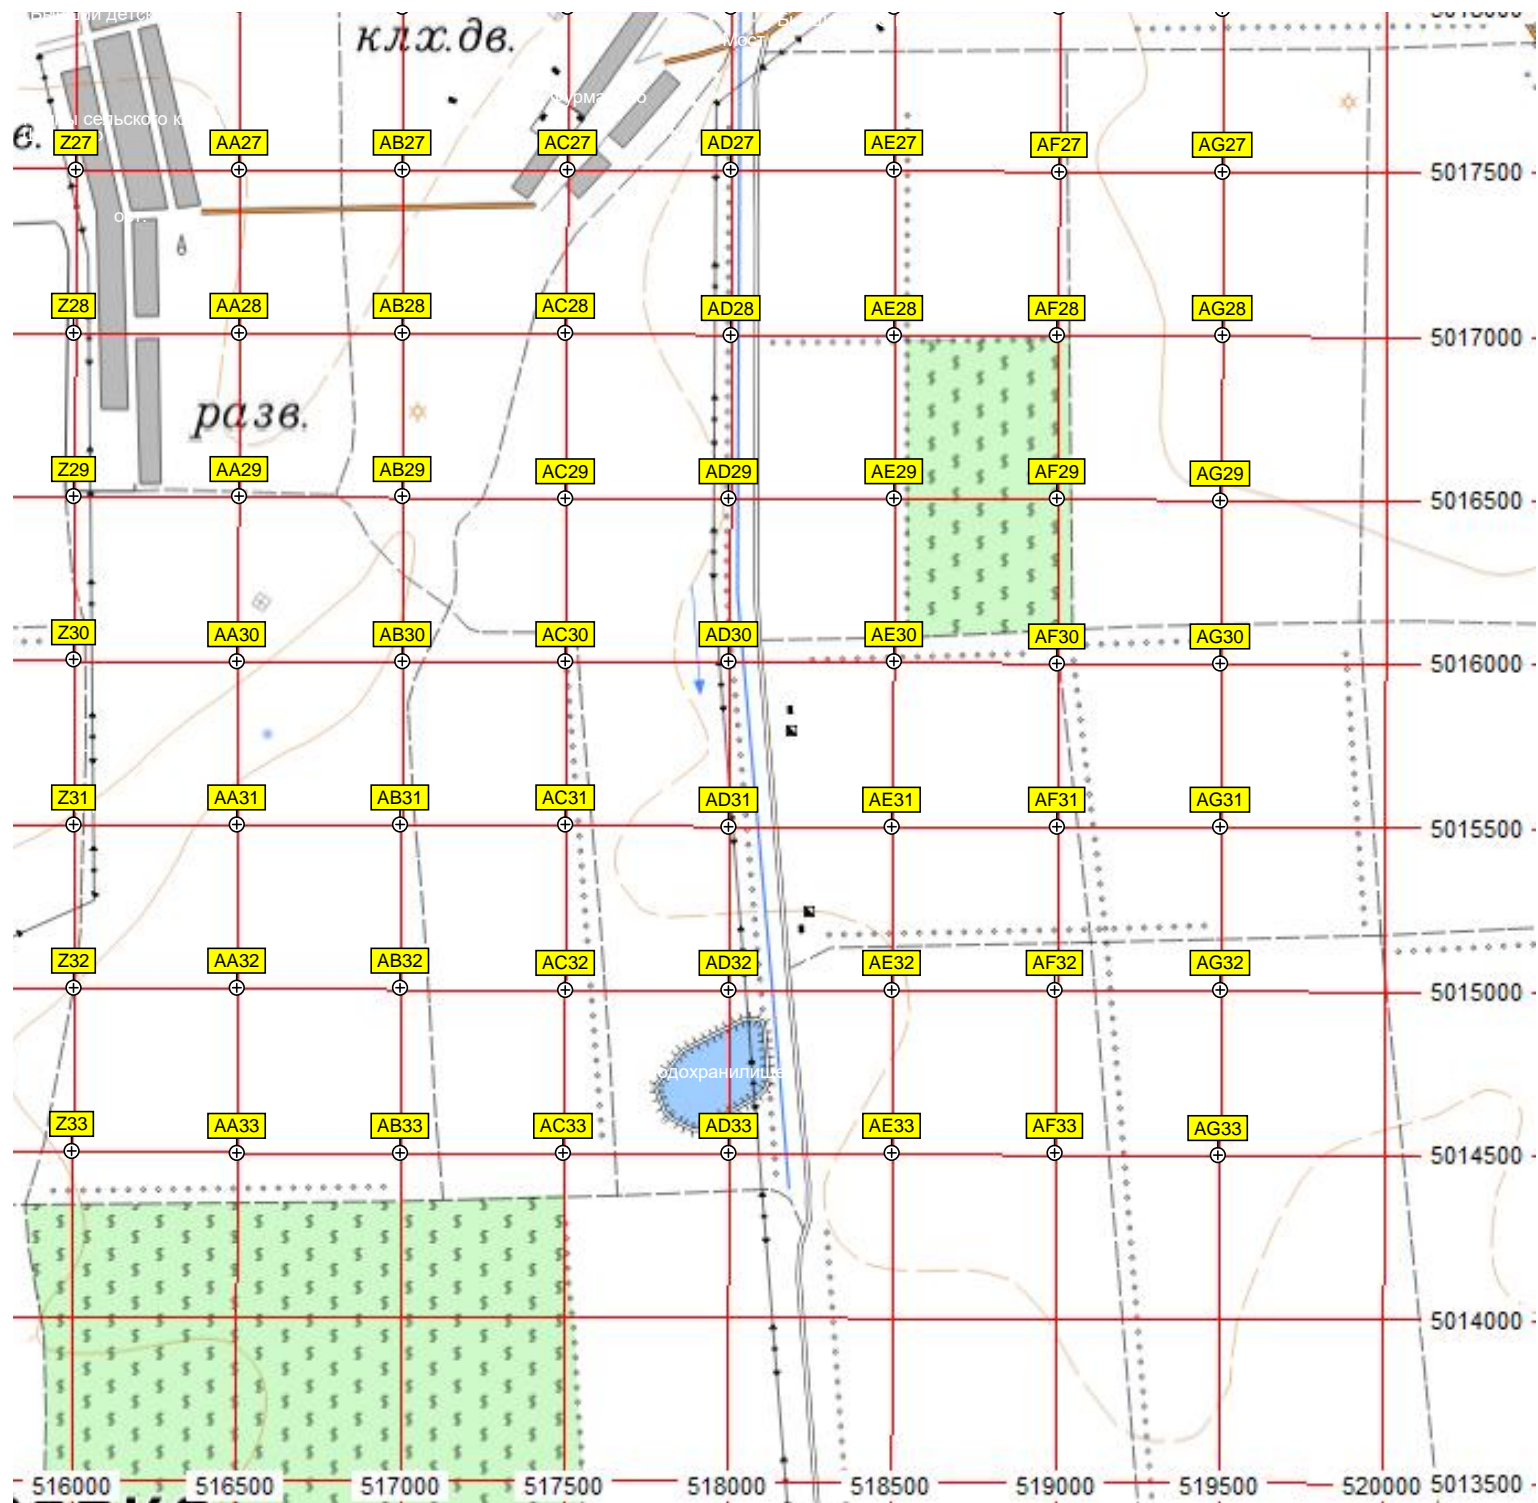 клх.дв.
мост
в.
Z27 AA27 AB27 AC27 AD27 AE27 AF27 AG27
5017500
Z28 AA28 AB28 AC28 AD28 AE28 AF28 AG28
5017000
разв.
Z29 AA29 AB29 AC29 AD29 AE29 AF29 AG29
5016500
Z30 AA30 AB30 AC30 AD30 AE30 AF30 AG30
5016000
Z31 AA31 AB31 AC31 AD31 AE31 AF31 AG31
5015500
Z32 AA32 AB32 AC32 AD32 AE32 AF32 AG32
5015000
одохранилище
Z33 AA33 AB33 AC33 AD33 AE33 AF33 AG33
5014500
5014000
516000 516500 517000 517500 518000 518500 519000 519500 520000 5013500